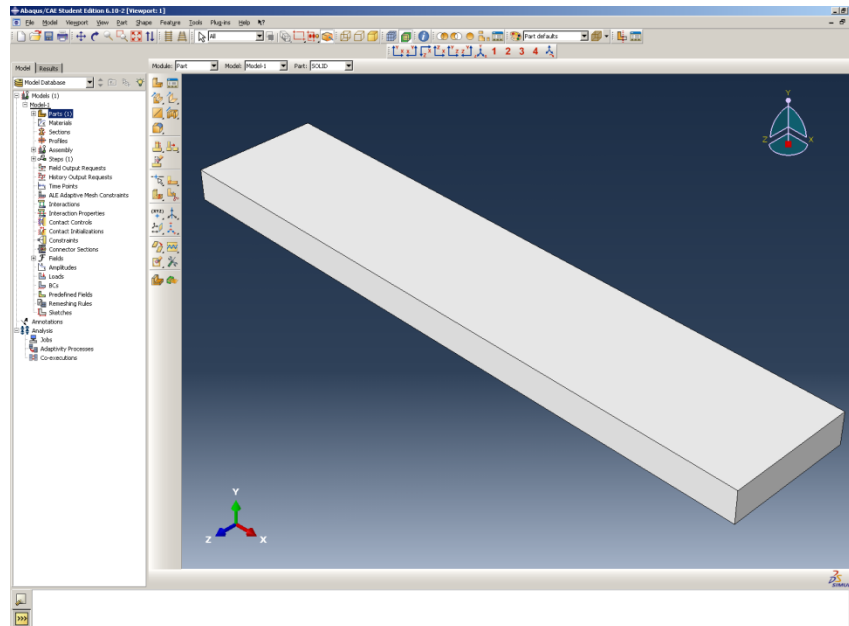 Abaqus/CAE Student Edition 6.10-2 [Viewport: 1]
File Model Viewport View Part Shape Feature Tools Plug-ins Help
All
Part defaults
1 2 3 4
Model Results
Module: Part Model: Model-1 Part: SOLID
Model Database
Models (1)
Model-1
Parts (1)
Materials
Sections
Profiles
Assembly
Steps (1)
Field Output Requests
History Output Requests
Time Points
ALE Adaptive Mesh Constraints
Interactions
Interaction Properties
Contact Controls
Contact Initializations
Constraints
Connector Sections
Fields
Amplitudes
Loads
BCs
Predefined Fields
Remeshing Rules
Sketches
Annotations
Analysis
Jobs
Adaptivity Processes
Co-executions
Y
Z X
Y
Z X
>>>